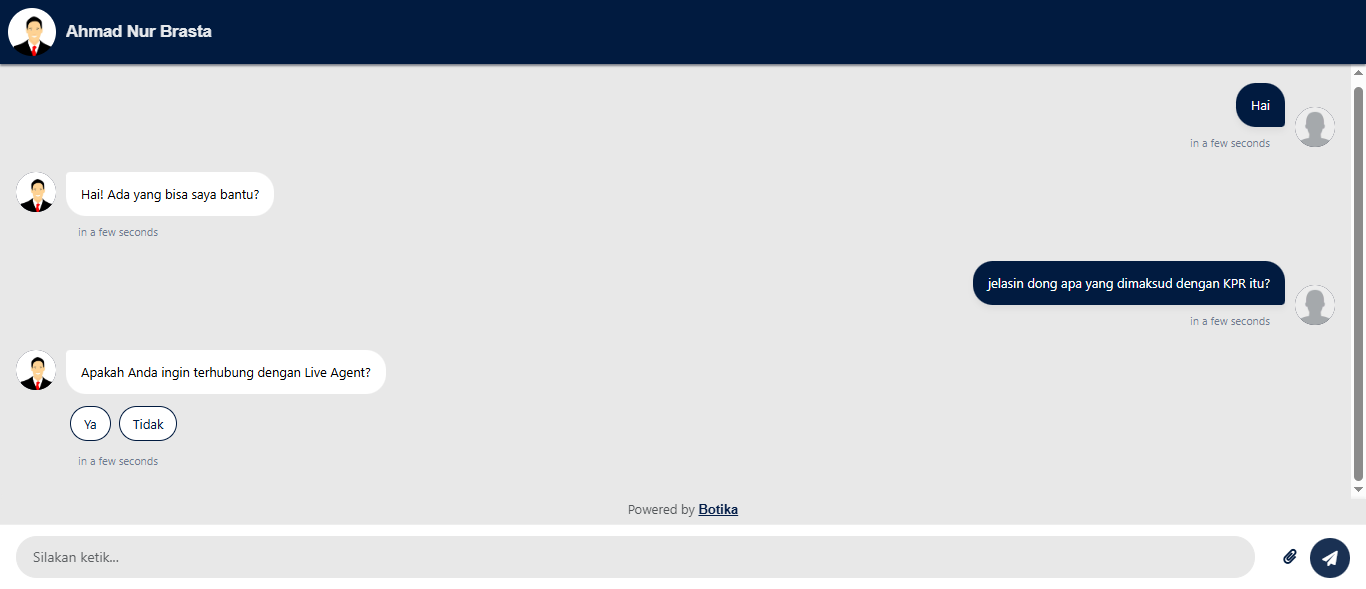 Ahmad Nur Brasta
Hai
in a few seconds
Hai! Ada yang bisa saya bantu?
in a few seconds
jelasin dong apa yang dimaksud dengan KPR itu?
in a few seconds
Apakah Anda ingin terhubung dengan Live Agent?
Ya Tidak
in a few seconds
Powered by Botika
Silakan ketik...